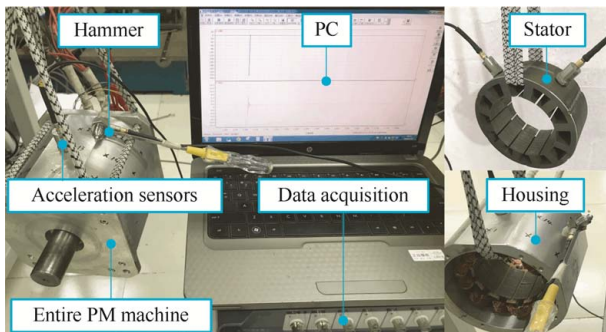 Hammer
PC
Stator
Acceleration sensors
Data acquisition
Housing
Entire PM machine